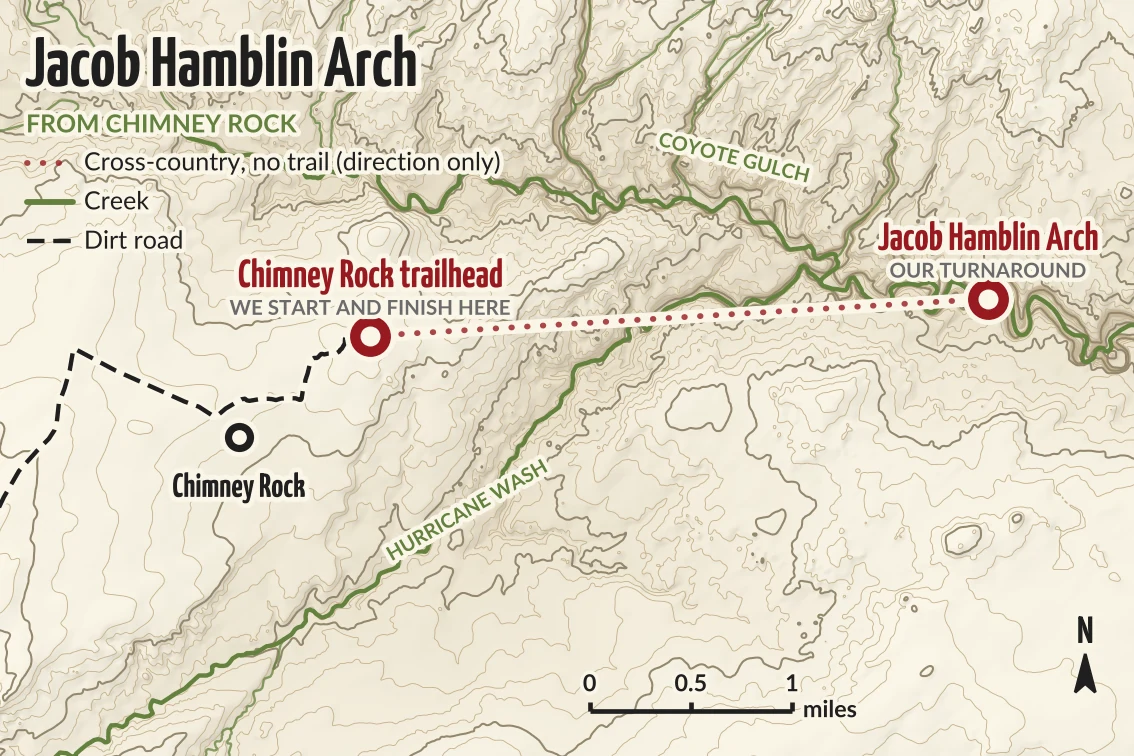 Jacob Hamblin Arch
FROM CHIMNEY ROCK
Cross-country, no trail (direction only)
Creek
Dirt road
COYOTE GULCH
Jacob Hamblin Arch
OUR TURNAROUND
Chimney Rock trailhead
WE START AND FINISH HERE
Chimney Rock
HURRICANE WASH
N
0 0.5 1
miles